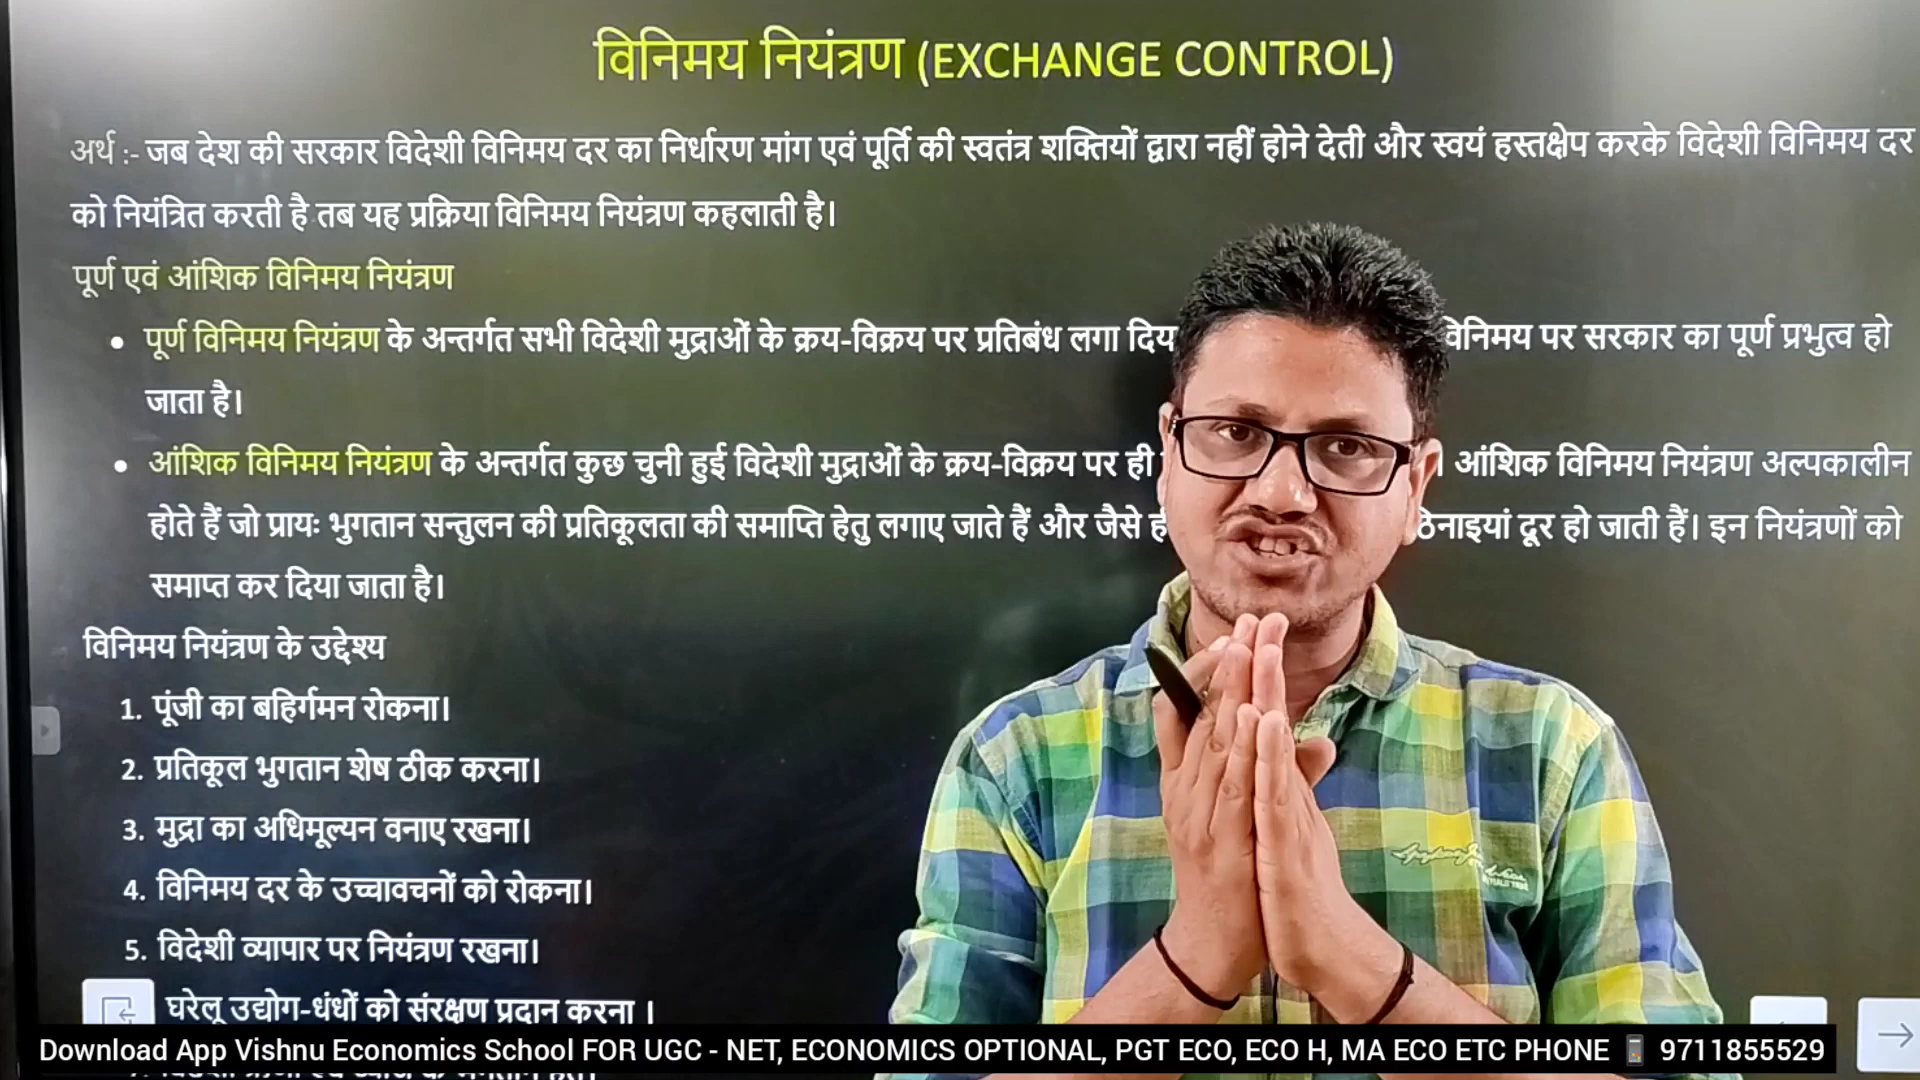 विनिमय नियंत्रण (EXCHANGE CONTROL)
अर्थ :- जब देश की सरकार विदेशी विनिमय दर का निर्धारण मांग एवं पूर्ति की स्वतंत्र शक्तियों द्वारा नहीं होने देती और स्वयं हस्तक्षेप करके विदेशी विनिमय दर
को नियंत्रित करती है तब यह प्रक्रिया विनिमय नियंत्रण कहलाती है।
पूर्ण एवं आंशिक विनिमय नियंत्रण
• पूर्ण विनिमय नियंत्रण के अन्तर्गत सभी विदेशी मुद्राओं के क्रय-विक्रय पर प्रतिबंध लगा पर सरकार का पूर्ण प्रभुत्व हो
जाता है।
• आंशिक विनिमय नियंत्रण के अन्तर्गत कुछ चुनी हुई विदेशी मुद्राओं के क्रय-विक्रय पर ही । आंशिक विनिमय नियंत्रण अल्पकालीन
होते हैं जो प्रायः भुगतान सन्तुलन की प्रतिकूलता की समाप्ति हेतु लगाए जाते हैं और जैसे दूर हो जाती हैं। इन नियंत्रणों को
समाप्त कर दिया जाता है।
विनिमय नियंत्रण के उद्देश्य
1. पूंजी का बहिर्गमन रोकना।
2. प्रतिकूल भुगतान शेष ठीक करना।
3. मुद्रा का अधिमूल्यन वनाए रखना।
4. विनिमय दर के उच्चावचनों को रोकना।
5. विदेशी व्यापार पर नियंत्रण रखना।
घरेलू उद्योग-धंधों को संरक्षण प्रदान करना ।
Download App Vishnu Economics School FOR UGC - NET, ECONOMICS OPTIONAL, PGT ECO, ECO H, MA ECO ETC PHONE 📱 9711855529